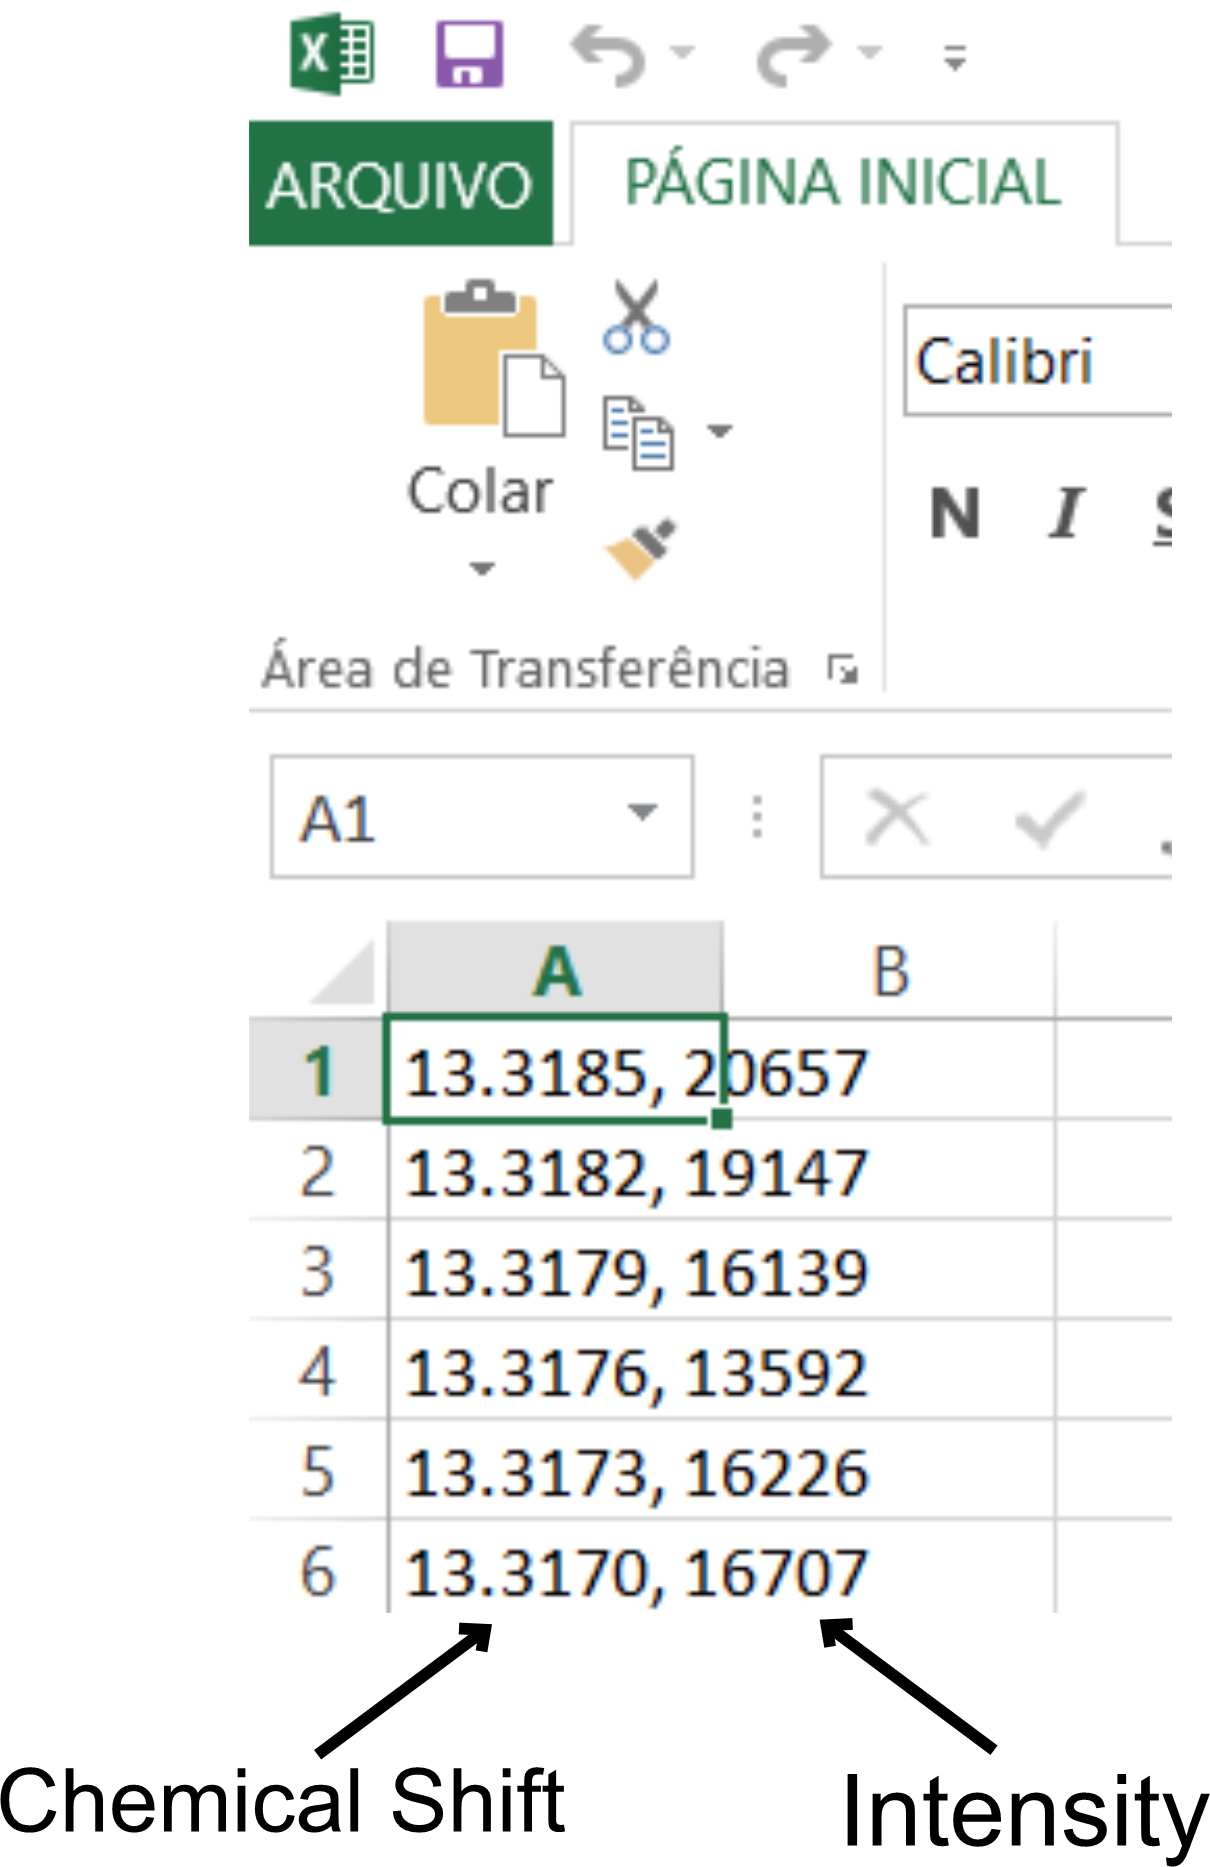 ARQUIVO PÁGINA INICIAL
Calibri
Colar
N I S
Área de Transferência
A1
A B
1 13.3185, 20657
2 13.3182, 19147
3 13.3179, 16139
4 13.3176, 13592
5 13.3173, 16226
6 13.3170, 16707
Chemical Shift Intensity